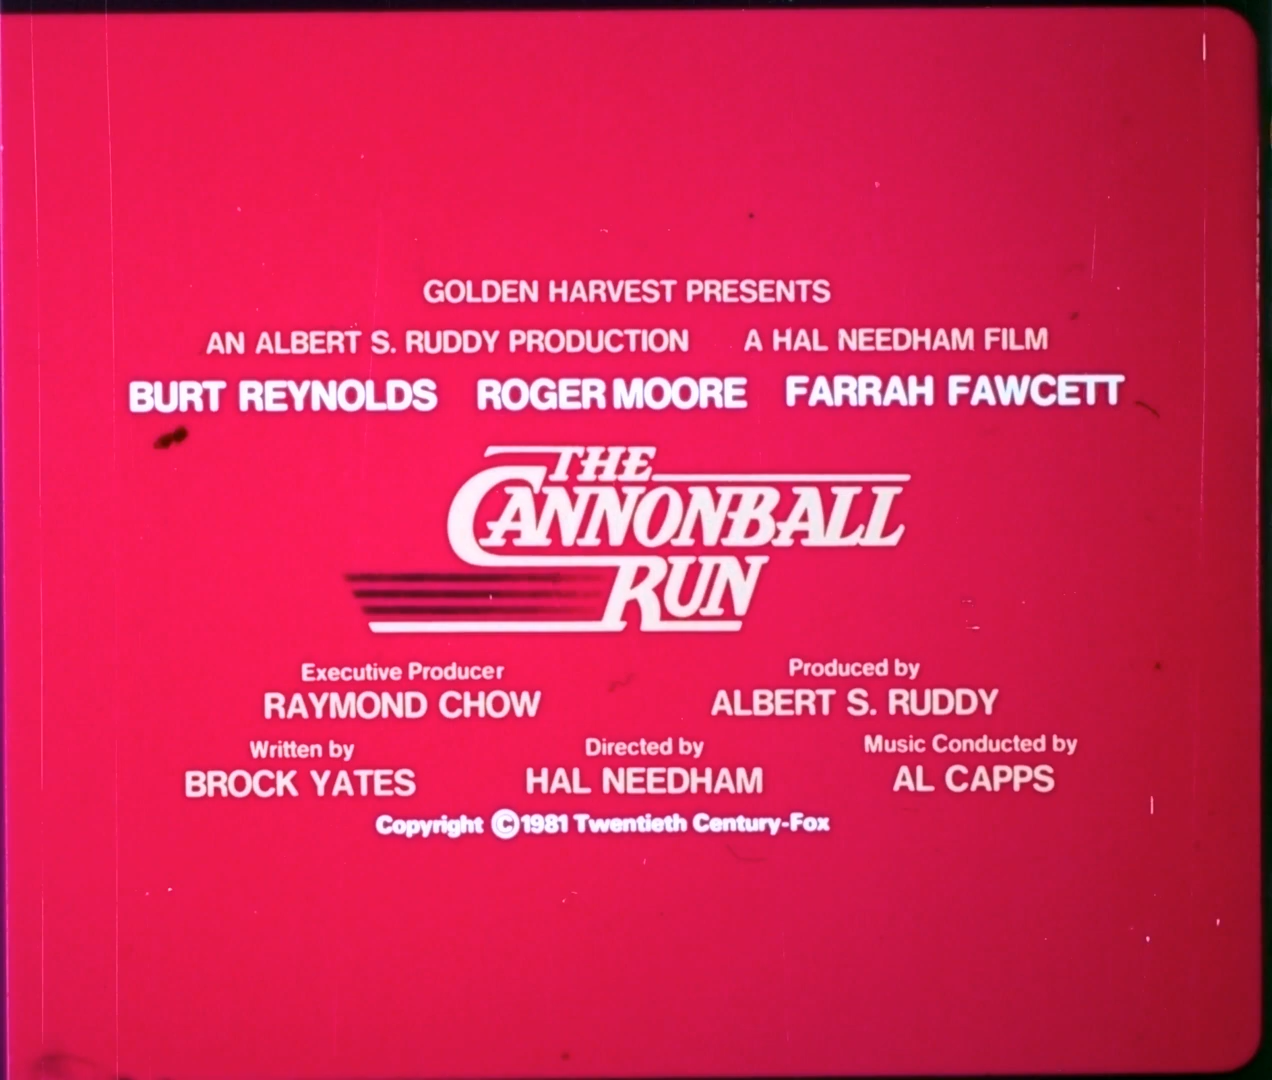 GOLDEN HARVEST PRESENTS
AN ALBERT S. RUDDY PRODUCTION A HAL NEEDHAM FILM
BURT REYNOLDS ROGER MOORE FARRAH FAWCETT
THE
CANNONBALL
RUN
Executive Producer Produced by
RAYMOND CHOW ALBERT S. RUDDY
Written by Directed by Music Conducted by
BROCK YATES HAL NEEDHAM AL CAPPS
Copyright © 1981 Twentieth Century-Fox